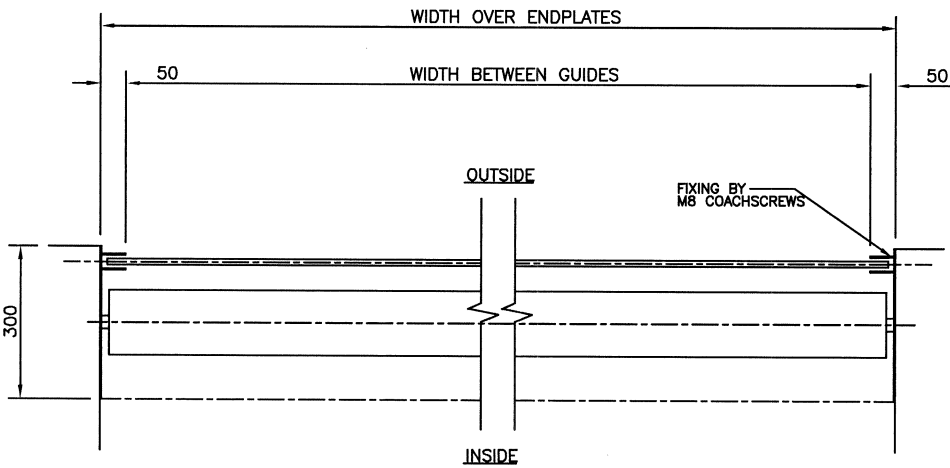 WIDTH OVER ENDPLATES
50
WIDTH BETWEEN GUIDES
50
OUTSIDE
FIXING BY
M8 COACHSCREWS
300
INSIDE